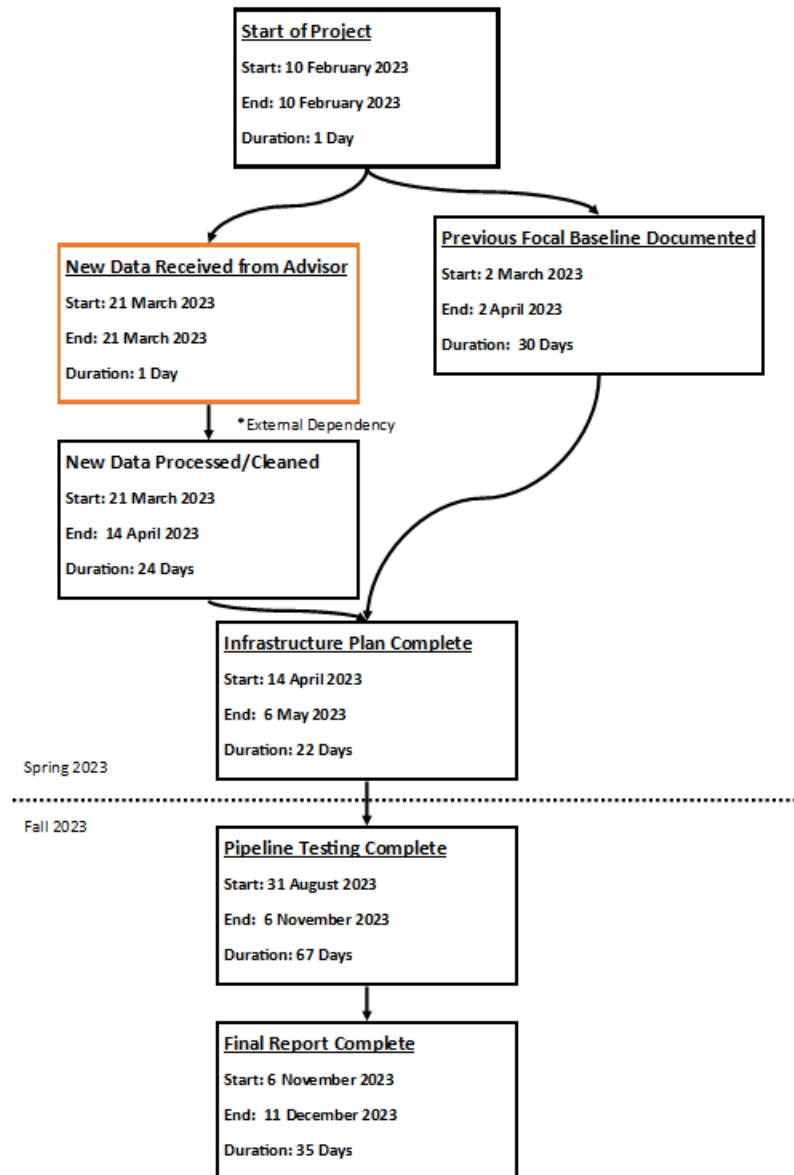 Start of Project
Start: 10 February 2023
End: 10 February 2023
Duration: 1 Day
New Data Received from Advisor
Start: 21 March 2023
End: 21 March 2023
Duration: 1 Day
Previous Focal Baseline Documented
Start: 2 March 2023
End: 2 April 2023
Duration: 30 Days
*External Dependency
New Data Processed/Cleaned
Start: 21 March 2023
End: 14 April 2023
Duration: 24 Days
Infrastructure Plan Complete
Start: 14 April 2023
End: 6 May 2023
Duration: 22 Days
Spring 2023
Fall 2023
Pipeline Testing Complete
Start: 31 August 2023
End: 6 November 2023
Duration: 67 Days
Final Report Complete
Start: 6 November 2023
End: 11 December 2023
Duration: 35 Days